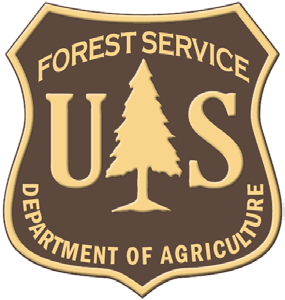 FOREST SERVICE
U S
DEPARTMENT OF AGRICULTURE